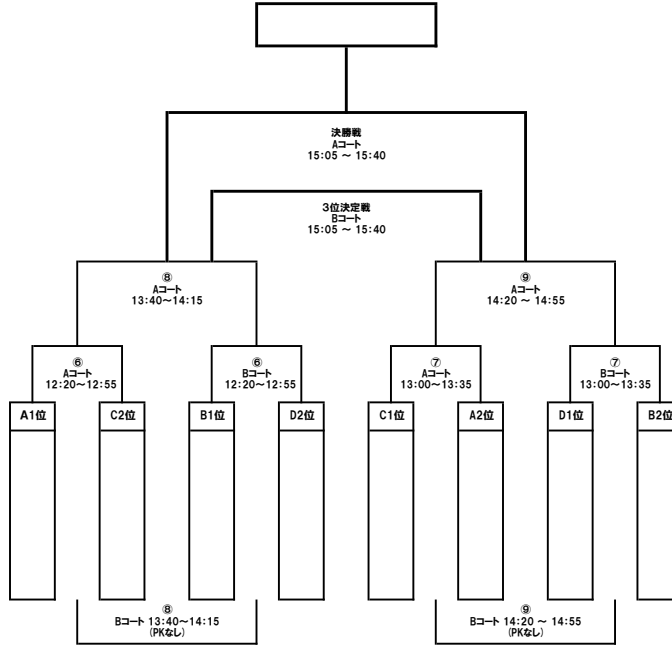 決勝戦
Aコート
15:05 ～ 15:40
3位決定戦
Bコート
15:05 ～ 15:40
⑧
Aコート
13:40～14:15
⑨
Aコート
14:20 ～ 14:55
⑥
Aコート
12:20～12:55
⑥
Bコート
12:20～12:55
⑦
Aコート
13:00～13:35
⑦
Bコート
13:00～13:35
A1位
C2位
B1位
D2位
C1位
A2位
D1位
B2位
⑧
Bコート 13:40～14:15
(PKなし)
⑨
Bコート 14:20 ～ 14:55
(PKなし)